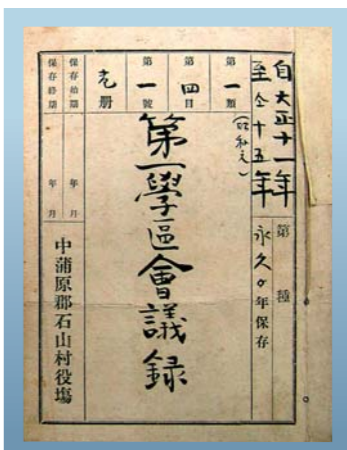 自大正十一年
至仝十五年
(昭和元)
第 種
永久〇年保存
第一類
第四目
第一號
壱册
第一學區會議録
保存始期 年 月
保存終期 年 月
中蒲原郡石山村役場